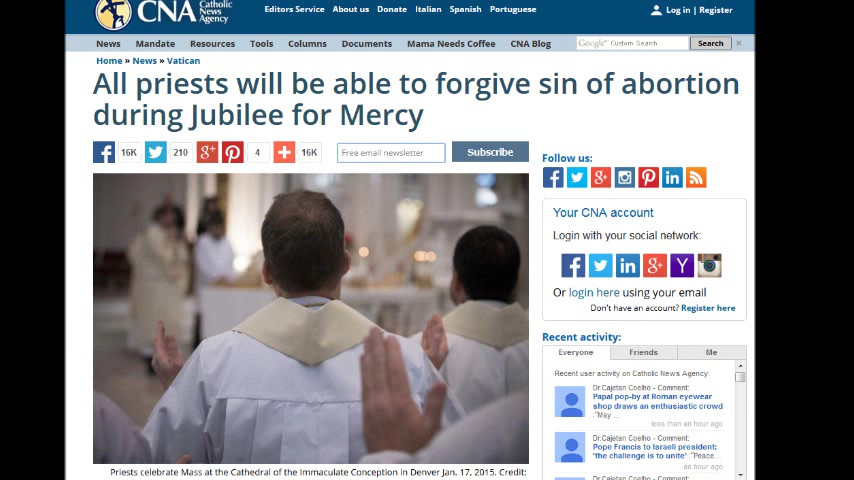 CNA Catholic
News
Agency
Editors Service About us Donate Italian Spanish Portuguese
Log in | Register
News Mandate Resources Tools Columns Documents Mama Needs Coffee CNA Blog
Google™ Custom Search Search ×
Home » News » Vatican
All priests will be able to forgive sin of abortion
during Jubilee for Mercy
16K 210 4 16K
Free email newsletter Subscribe
Follow us:
Your CNA account
Login with your social network:
Or login here using your email
Don't have an account? Register here
Recent activity:
Everyone Friends Me
Recent user activity on Catholic News Agency:
Dr.Cajetan Coelho - Comment:
Papal pop-by at Roman eyewear
shop draws an enthusiastic crowd
:"May ...
less than an hour ago
Dr.Cajetan Coelho - Comment:
Pope Francis to Israeli president:
'the challenge is to unite' :"Peace...
an hour ago
Dr.Cajetan Coelho - Comment:
Priests celebrate Mass at the Cathedral of the Immaculate Conception in Denver Jan. 17, 2015. Credit: